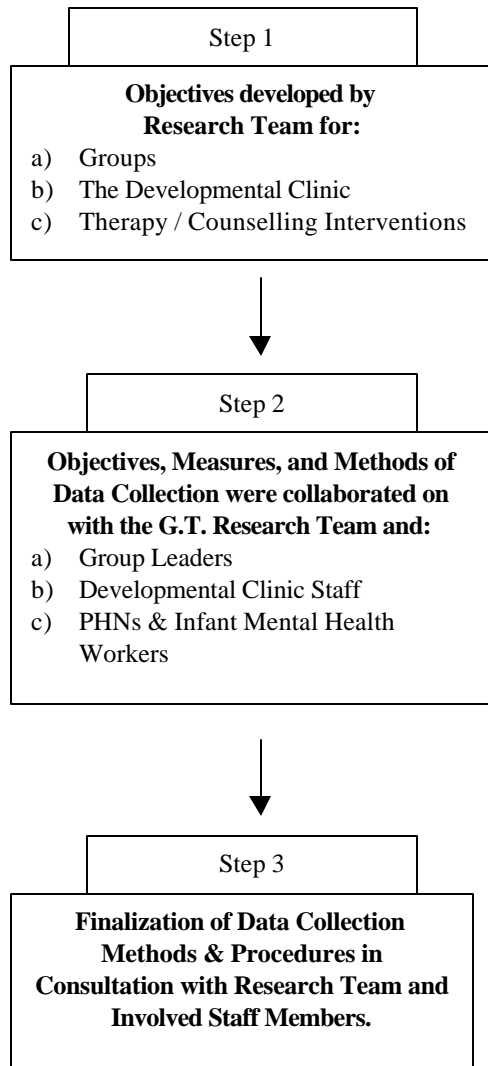 Step 1
Objectives developed by
Research Team for:
a) Groups
b) The Developmental Clinic
c) Therapy / Counselling Interventions
Step 2
Objectives, Measures, and Methods of
Data Collection were collaborated on
with the G.T. Research Team and:
a) Group Leaders
b) Developmental Clinic Staff
c) PHNs & Infant Mental Health
Workers
Step 3
Finalization of Data Collection
Methods & Procedures in
Consultation with Research Team and
Involved Staff Members.